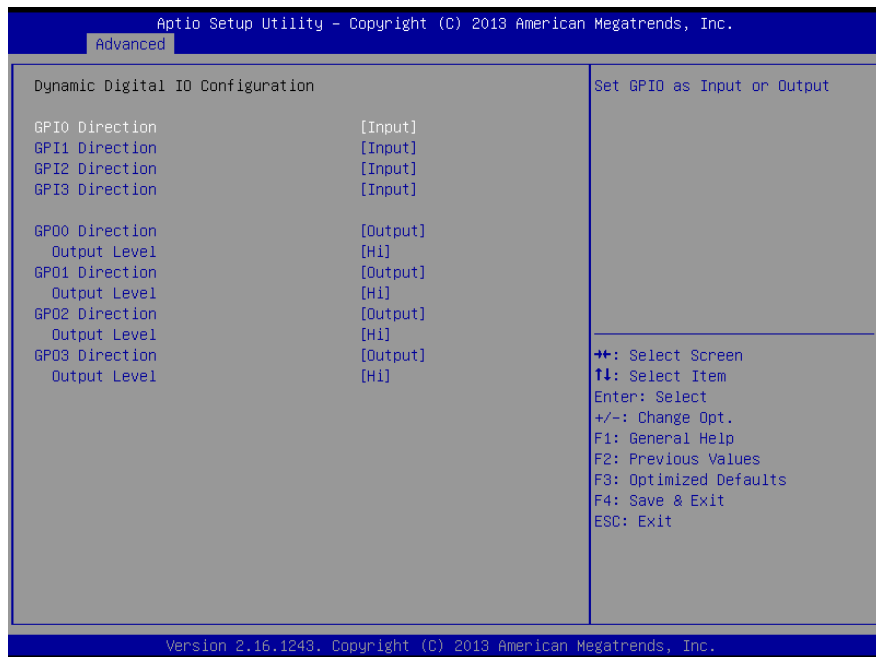 Aptio Setup Utility – Copyright (C) 2013 American Megatrends, Inc.
Advanced
Dynamic Digital IO Configuration
GPI0 Direction [Input]
GPI1 Direction [Input]
GPI2 Direction [Input]
GPI3 Direction [Input]
GPO0 Direction [Output]
Output Level [Hi]
GPO1 Direction [Output]
Output Level [Hi]
GPO2 Direction [Output]
Output Level [Hi]
GPO3 Direction [Output]
Output Level [Hi]
Set GPIO as Input or Output
→←: Select Screen
↑↓: Select Item
Enter: Select
+/-: Change Opt.
F1: General Help
F2: Previous Values
F3: Optimized Defaults
F4: Save & Exit
ESC: Exit
Version 2.16.1243. Copyright (C) 2013 American Megatrends, Inc.